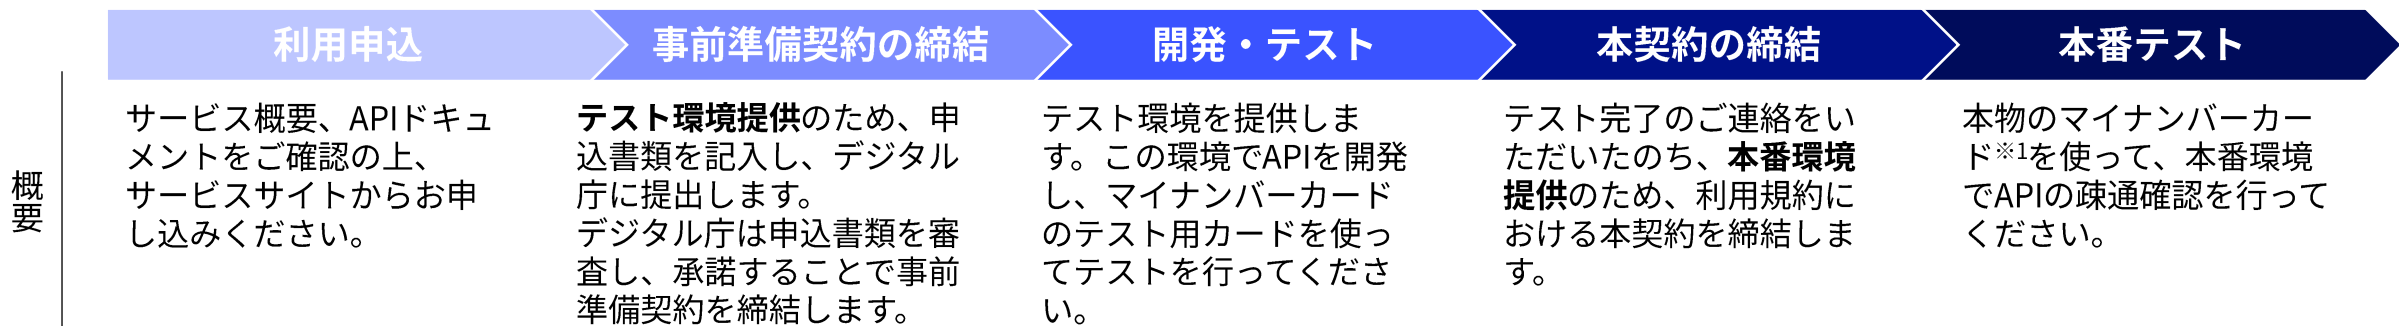 利用申込
事前準備契約の締結
開発・テスト
本契約の締結
本番テスト
概要
サービス概要、APIドキュ
メントをご確認の上、
サービスサイトからお申
し込みください。
テスト環境提供のため、申
込書類を記入し、デジタル
庁に提出します。
デジタル庁は申込書類を審
査し、承諾することで事前
準備契約を締結します。
テスト環境を提供しま
す。この環境でAPIを開発
し、マイナンバーカード
のテスト用カードを使っ
てテストを行ってくださ
い。
テスト完了のご連絡をい
ただいたのち、本番環境
提供のため、利用規約に
おける本契約を締結しま
す。
本物のマイナンバーカー
ド※1を使って、本番環境
でAPIの疎通確認を行って
ください。